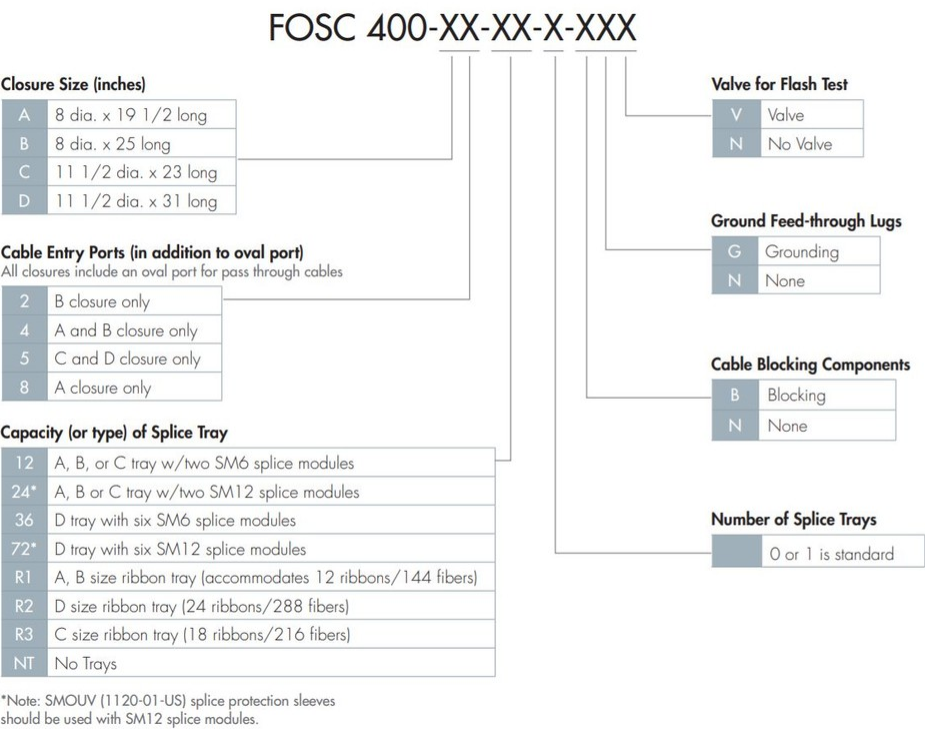 FOSC 400-XX-XX-X-XXX
Closure Size (inches)
A 8 dia. x 19 1/2 long
B 8 dia. x 25 long
C 11 1/2 dia. x 23 long
D 11 1/2 dia. x 31 long
Cable Entry Ports (in addition to oval port)
All closures include an oval port for pass through cables
2 B closure only
4 A and B closure only
5 C and D closure only
8 A closure only
Capacity (or type) of Splice Tray
12 A, B, or C tray w/two SM6 splice modules
24* A, B or C tray w/two SM12 splice modules
36 D tray with six SM6 splice modules
72* D tray with six SM12 splice modules
R1 A, B size ribbon tray (accommodates 12 ribbons/144 fibers)
R2 D size ribbon tray (24 ribbons/288 fibers)
R3 C size ribbon tray (18 ribbons/216 fibers)
NT No Trays
*Note: SMOUV (1120-01-US) splice protection sleeves
should be used with SM12 splice modules.
Valve for Flash Test
V Valve
N No Valve
Ground Feed-through Lugs
G Grounding
N None
Cable Blocking Components
B Blocking
N None
Number of Splice Trays
0 or 1 is standard